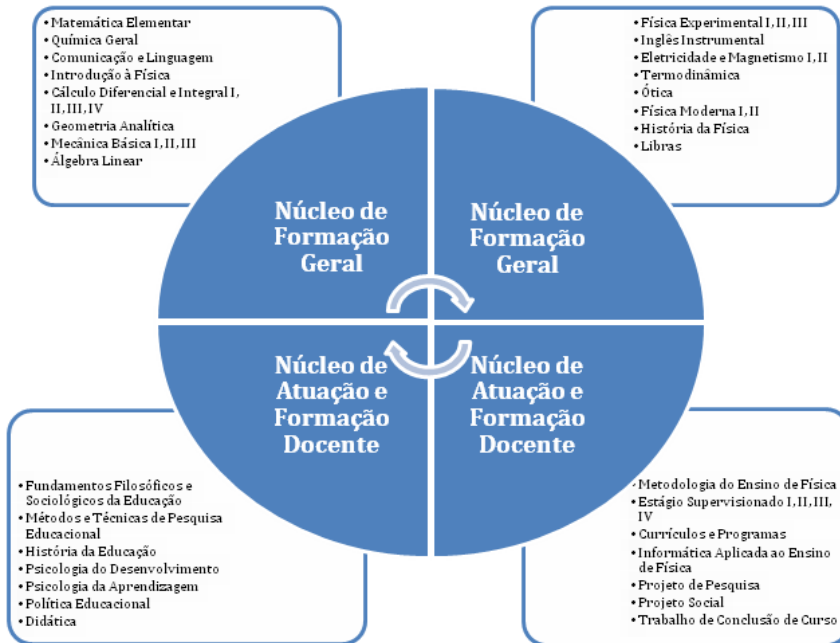 • Matemática Elementar
• Química Geral
• Comunicação e Linguagem
• Introdução à Física
• Cálculo Diferencial e Integral I,
II, III, IV
• Geometria Analítica
• Mecânica Básica I, II, III
• Álgebra Linear
• Física Experimental I, II, III
• Inglês Instrumental
• Eletricidade e Magnetismo I, II
• Termodinâmica
• Ótica
• Física Moderna I, II
• História da Física
• Libras
Núcleo de
Formação
Geral
Núcleo de
Formação
Geral
Núcleo de
Atuação e
Formação
Docente
Núcleo de
Atuação e
Formação
Docente
• Fundamentos Filosóficos e
Sociológicos da Educação
• Métodos e Técnicas de Pesquisa
Educacional
• História da Educação
• Psicologia do Desenvolvimento
• Psicologia da Aprendizagem
• Política Educacional
• Didática
• Metodologia do Ensino de Física
• Estágio Supervisionado I, II, III,
IV
• Currículos e Programas
• Informática Aplicada ao Ensino
de Física
• Projeto de Pesquisa
• Projeto Social
• Trabalho de Conclusão de Curso